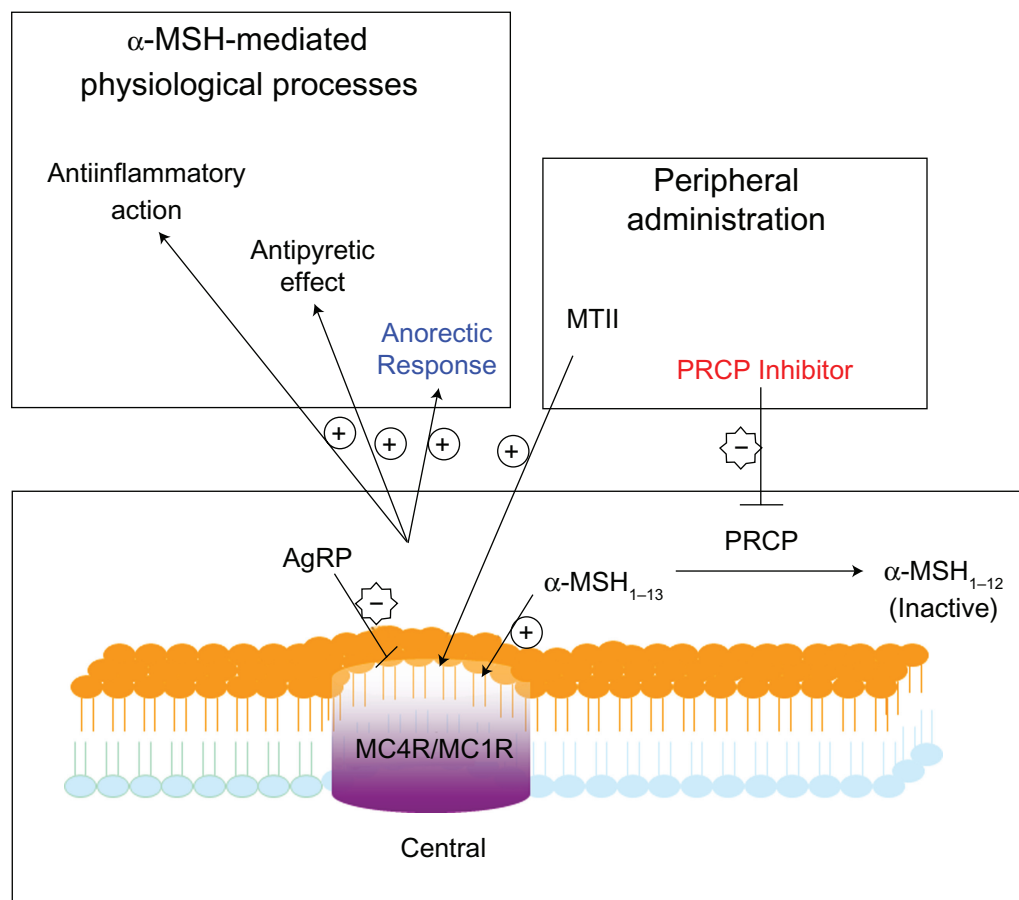 α-MSH-mediated
physiological processes
Antiinflammatory
action
Antipyretic
effect
Anorectic
Response
Peripheral
administration
MTII
PRCP Inhibitor
+
+
+
+
−
PRCP
AgRP
α-MSH₁₋₁₃
α-MSH₁₋₁₂
(Inactive)
−
+
MC4R/MC1R
Central